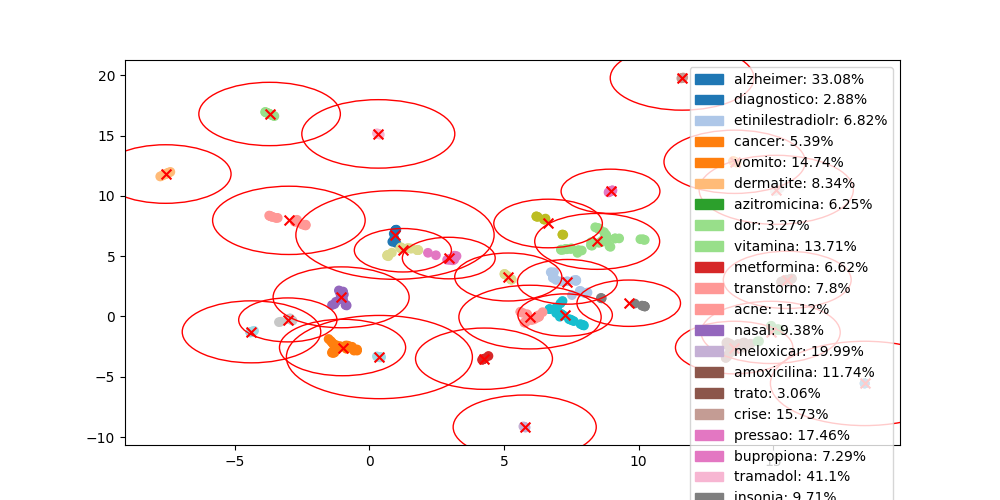 20
15
10
5
0
−5
−10
−5
0
5
10
alzheimer: 33.08%
diagnostico: 2.88%
etinilestradiolr: 6.82%
cancer: 5.39%
vomito: 14.74%
dermatite: 8.34%
azitromicina: 6.25%
dor: 3.27%
vitamina: 13.71%
metformina: 6.62%
transtorno: 7.8%
acne: 11.12%
nasal: 9.38%
meloxicar: 19.99%
amoxicilina: 11.74%
trato: 3.06%
crise: 15.73%
pressao: 17.46%
bupropiona: 7.29%
tramadol: 41.1%
insonia: 9.71%